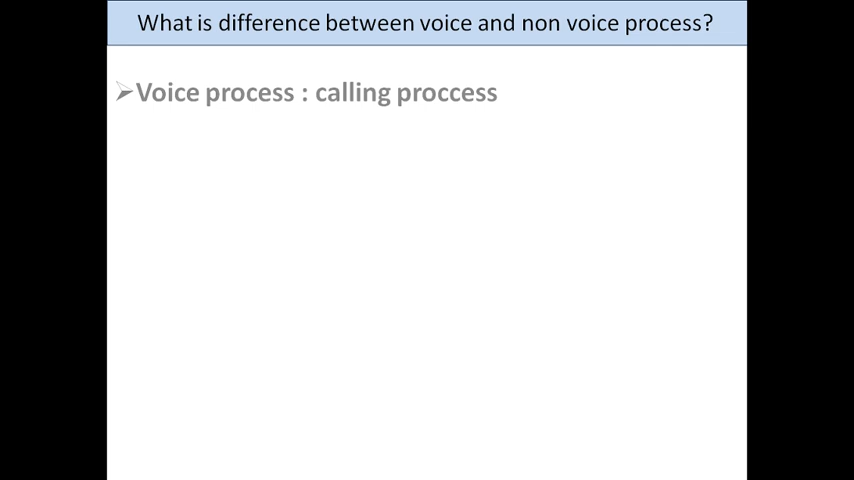 What is difference between voice and non voice process?
➢Voice process : calling proccess